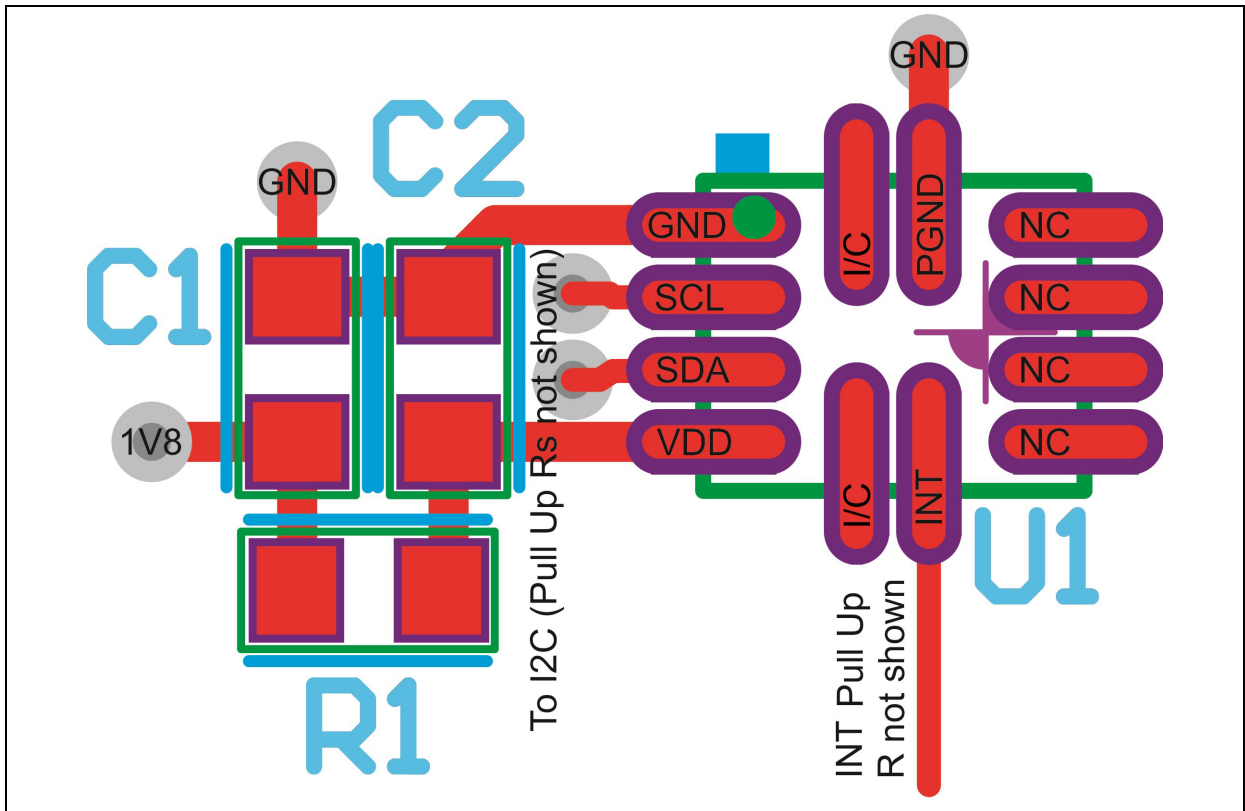 GND
C2
GND
C1
1V8
R1
To I2C (Pull Up Rs not shown)
GND
SCL
SDA
VDD
I/C
PGND
NC
NC
NC
NC
I/C
INT
U1
INT Pull Up
R not shown